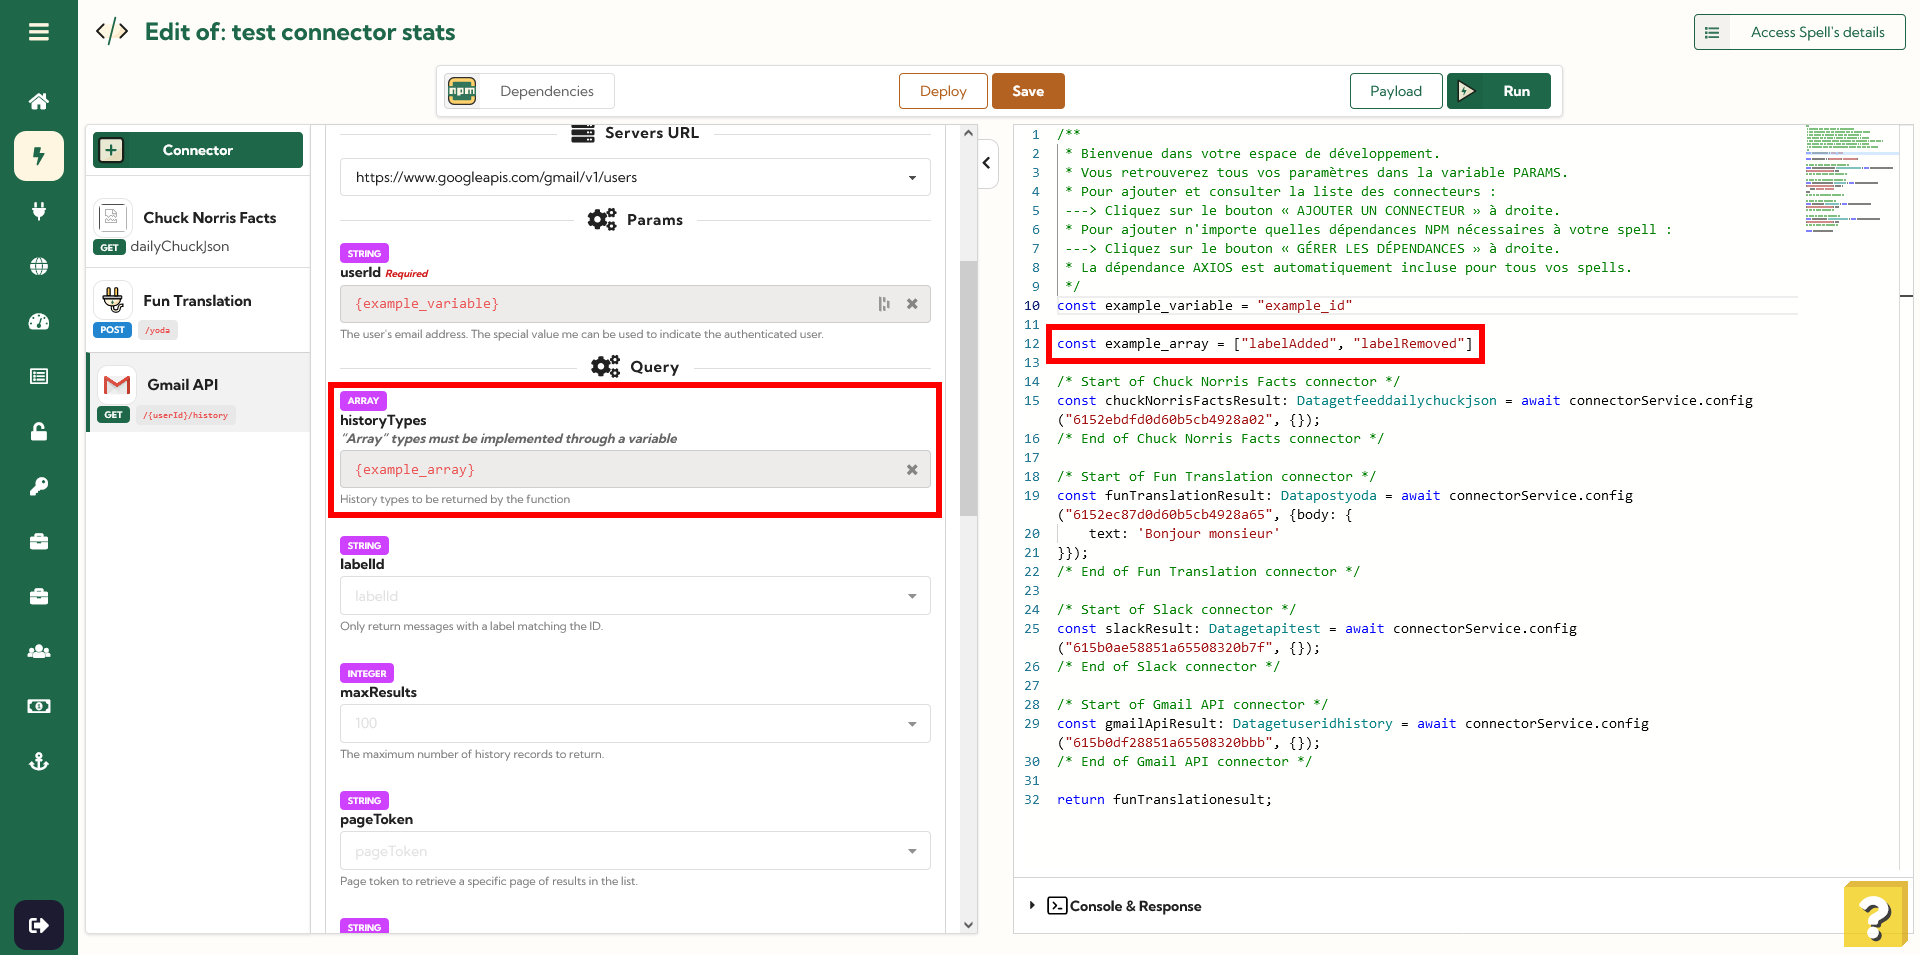 Edit of: test connector stats
Access Spell's details
npm
Dependencies
Deploy
Save
Payload
Run
Connector
Chuck Norris Facts
GET dailyChuckJson
Fun Translation
POST /yoda
Gmail API
GET /{userId}/history
Servers URL
https://www.googleapis.com/gmail/v1/users
Params
STRING
userId Required
{example_variable}
The user's email address. The special value me can be used to indicate the authenticated user.
Query
ARRAY
historyTypes
"Array" types must be implemented through a variable
{example_array}
History types to be returned by the function
STRING
labelId
labelId
Only return messages with a label matching the ID.
INTEGER
maxResults
100
The maximum number of history records to return.
STRING
pageToken
pageToken
Page token to retrieve a specific page of results in the list.
STRING
1 /**
2 * Bienvenue dans votre espace de développement.
3 * Vous retrouverez tous vos paramètres dans la variable PARAMS.
4 * Pour ajouter et consulter la liste des connecteurs :
5 ---> Cliquez sur le bouton « AJOUTER UN CONNECTEUR » à droite.
6 * Pour ajouter n'importe quelles dépendances NPM nécessaires à votre spell :
7 ---> Cliquez sur le bouton « GÉRER LES DÉPENDANCES » à droite.
8 * La dépendance AXIOS est automatiquement incluse pour tous vos spells.
9 */
10 const example_variable = "example_id"
11
12 const example_array = ["labelAdded", "labelRemoved"]
13
14 /* Start of Chuck Norris Facts connector */
15 const chuckNorrisFactsResult: Datagetfeeddailychuckjson = await connectorService.config
("6152ebdfd0d60b5cb4928a02", {});
16 /* End of Chuck Norris Facts connector */
17
18 /* Start of Fun Translation connector */
19 const funTranslationResult: Datapostyoda = await connectorService.config
("6152ec87d0d60b5cb4928a65", {body: {
20 text: 'Bonjour monsieur'
21 }});
22 /* End of Fun Translation connector */
23
24 /* Start of Slack connector */
25 const slackResult: Datagetapitest = await connectorService.config
("615b0ae58851a65508320b7f", {});
26 /* End of Slack connector */
27
28 /* Start of Gmail API connector */
29 const gmailApiResult: Datagetuseridhistory = await connectorService.config
("615b0df28851a65508320bbb", {});
30 /* End of Gmail API connector */
31
32 return funTranslationesult;
Console & Response
?